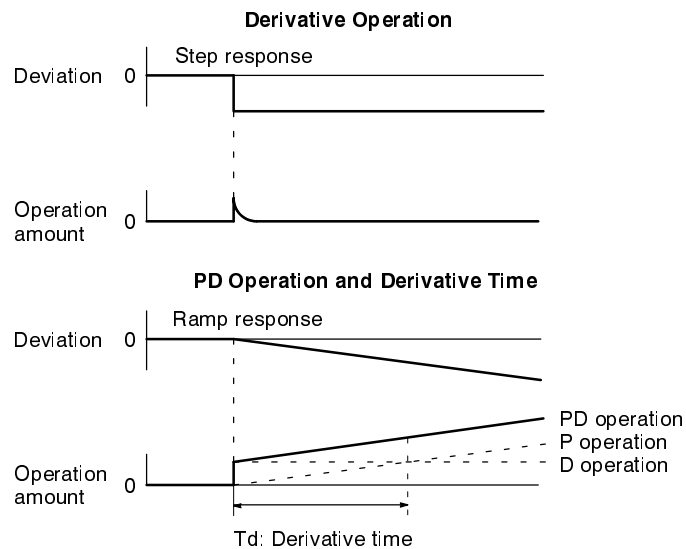 Derivative Operation
Step response
Deviation 0
Operation amount 0
PD Operation and Derivative Time
Ramp response
Deviation 0
PD operation
P operation
D operation
Operation amount 0
Td: Derivative time